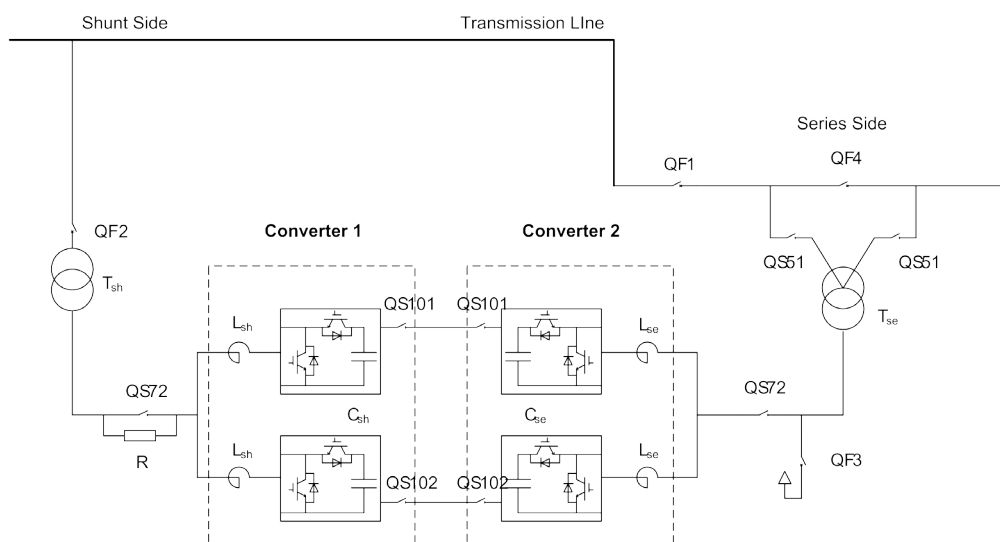 Shunt Side
Transmission LIne
Series Side
QF1
QF4
QF2
Converter 1
Converter 2
QS51
QS51
Tsh
QS101
QS101
Tse
Lsh
Lse
QS72
QS72
Csh
Cse
R
Lsh
Lse
QF3
QS102
QS102